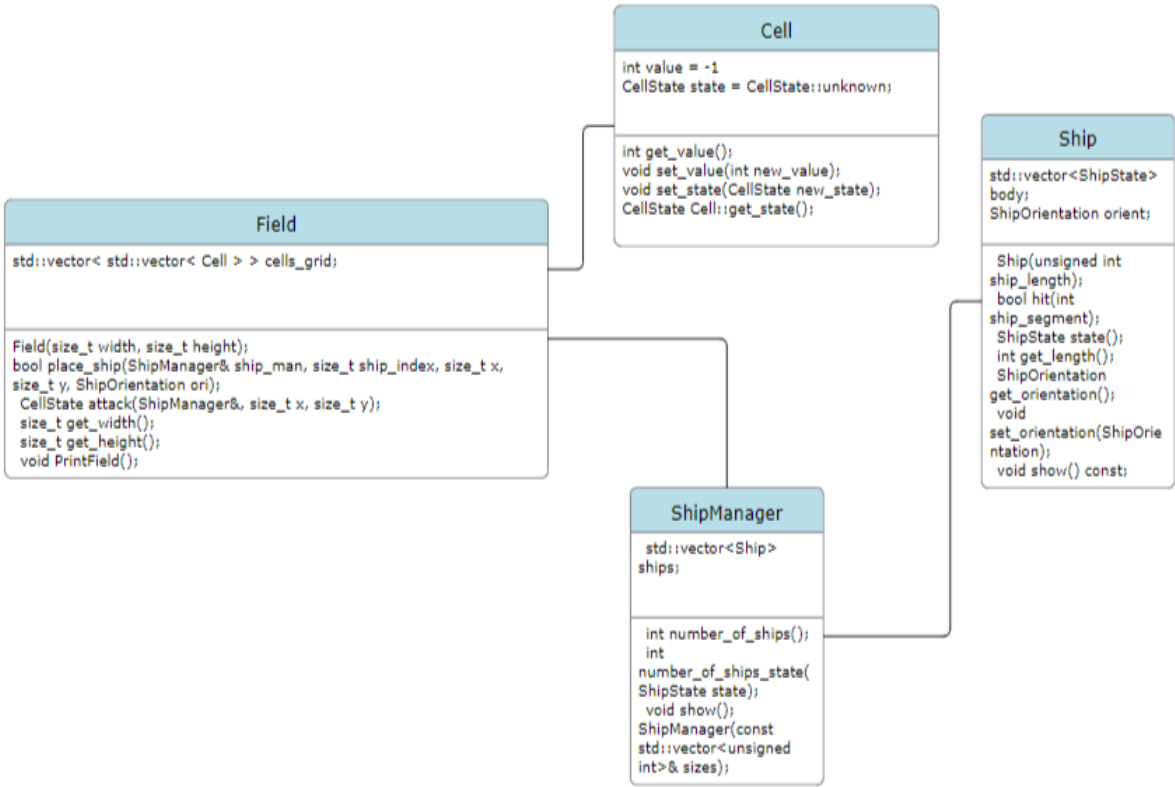 Cell
int value = -1
CellState state = CellState::unknown;
int get_value();
void set_value(int new_value);
void set_state(CellState new_state);
CellState Cell::get_state();
Ship
std::vector<ShipState>
body;
ShipOrientation orient;
Ship(unsigned int
ship_length);
bool hit(int
ship_segment);
ShipState state();
int get_length();
ShipOrientation
get_orientation();
void
set_orientation(ShipOrie
ntation);
void show() const;
Field
std::vector< std::vector< Cell > > cells_grid;
Field(size_t width, size_t height);
bool place_ship(ShipManager& ship_man, size_t ship_index, size_t x,
size_t y, ShipOrientation ori);
CellState attack(ShipManager&, size_t x, size_t y);
size_t get_width();
size_t get_height();
void PrintField();
ShipManager
std::vector<Ship>
ships;
int number_of_ships();
int
number_of_ships_state(
ShipState state);
void show();
ShipManager(const
std::vector<unsigned
int>& sizes);